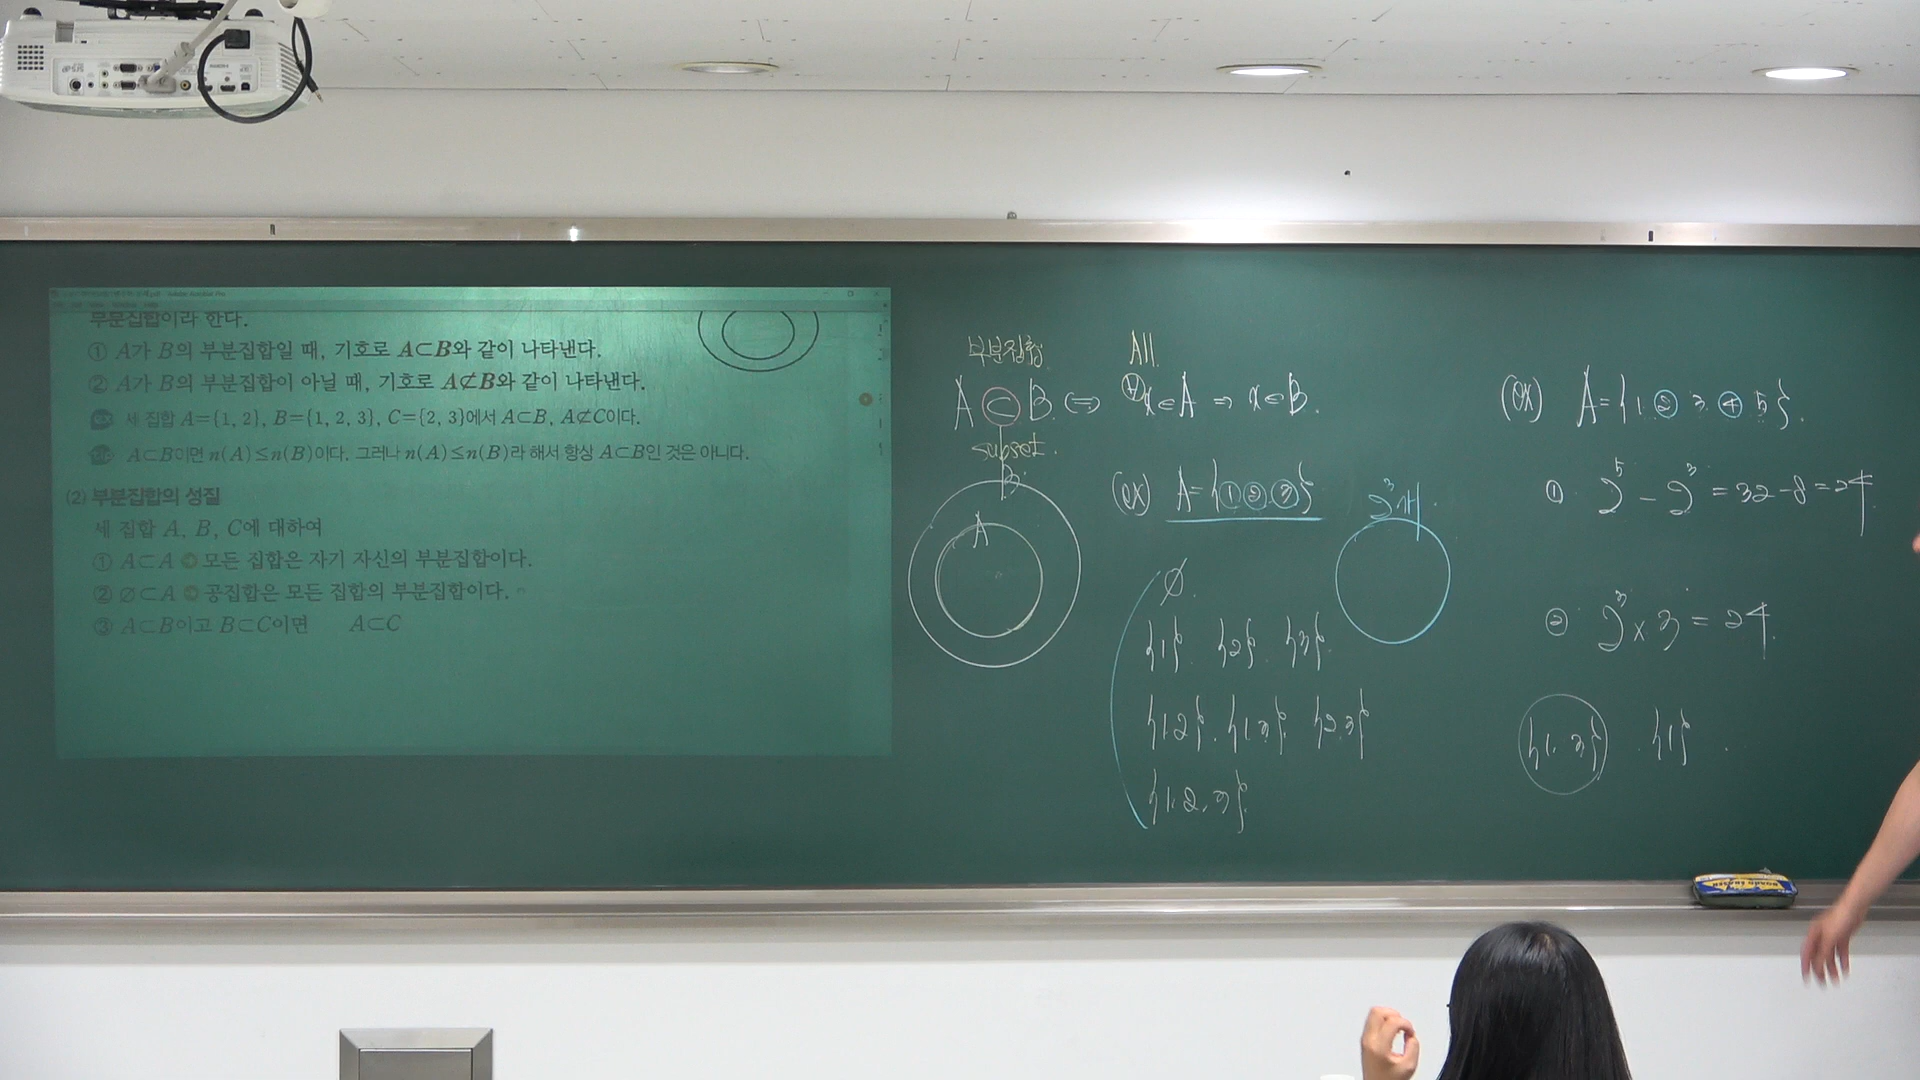 부분집합이라 한다.
① A가 B의 부분집합일 때, 기호로 A⊂B와 같이 나타낸다.
② A가 B의 부분집합이 아닐 때, 기호로 A⊄B와 같이 나타낸다.
세 집합 A={1, 2}, B={1, 2, 3}, C={2, 3}에서 A⊂B, A⊄C이다.
A⊂B이면 n(A)≤n(B)이다. 그러나 n(A)≤n(B)라 해서 항상 A⊂B인 것은 아니다.
(2) 부분집합의 성질
세 집합 A, B, C에 대하여
① A⊂A 모든 집합은 자기 자신의 부분집합이다.
② ∅⊂A 공집합은 모든 집합의 부분집합이다.
③ A⊂B이고 B⊂C이면 A⊂C
부분집합 All
A ⊂ B ⇔ ∀x∈A ⇒ x∈B.
subset.
B
A
(ex) A={①②③} 2³개
∅.
{1} {2} {3}
{1.2}. {1.3} {2.3}
{1.2.3}
(ex) A={1.② 3 ④ 5}.
① 2⁵ - 2³ = 32-8=24
② 2³ × 3 = 24.
{1. 3} {1}
BOARD ERASER